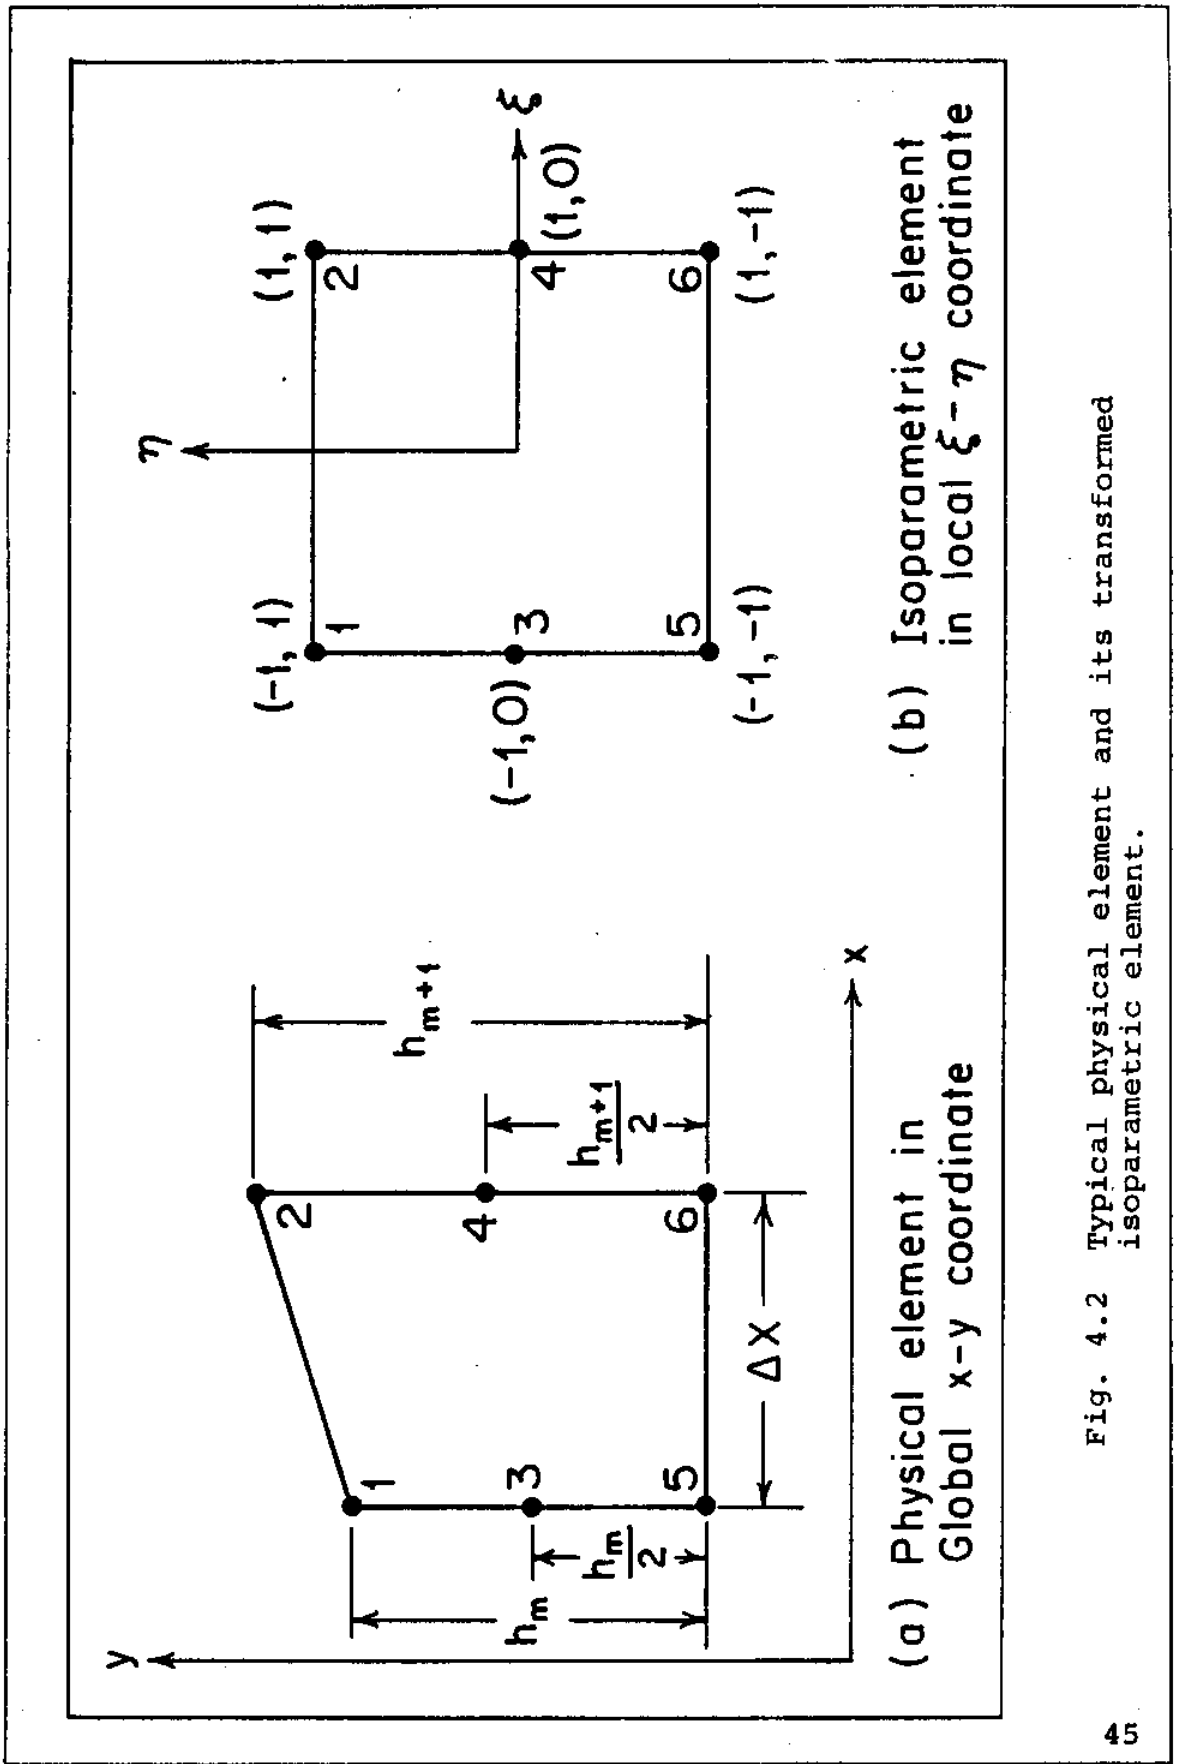 y
x
h_m
h_m/2
1
3
5
2
4
6
ΔX
h_{m+1}/2
h_{m+1}
(a) Physical element in
Global x-y coordinate
η
ξ
(-1, 1)
1
(1, 1)
2
(-1, 0)
3
4
(1, 0)
5
(-1, -1)
6
(1, -1)
(b) Isoparametric element
in local ξ-η coordinate
Fig. 4.2 Typical physical element and its transformed
isoparametric element.
45